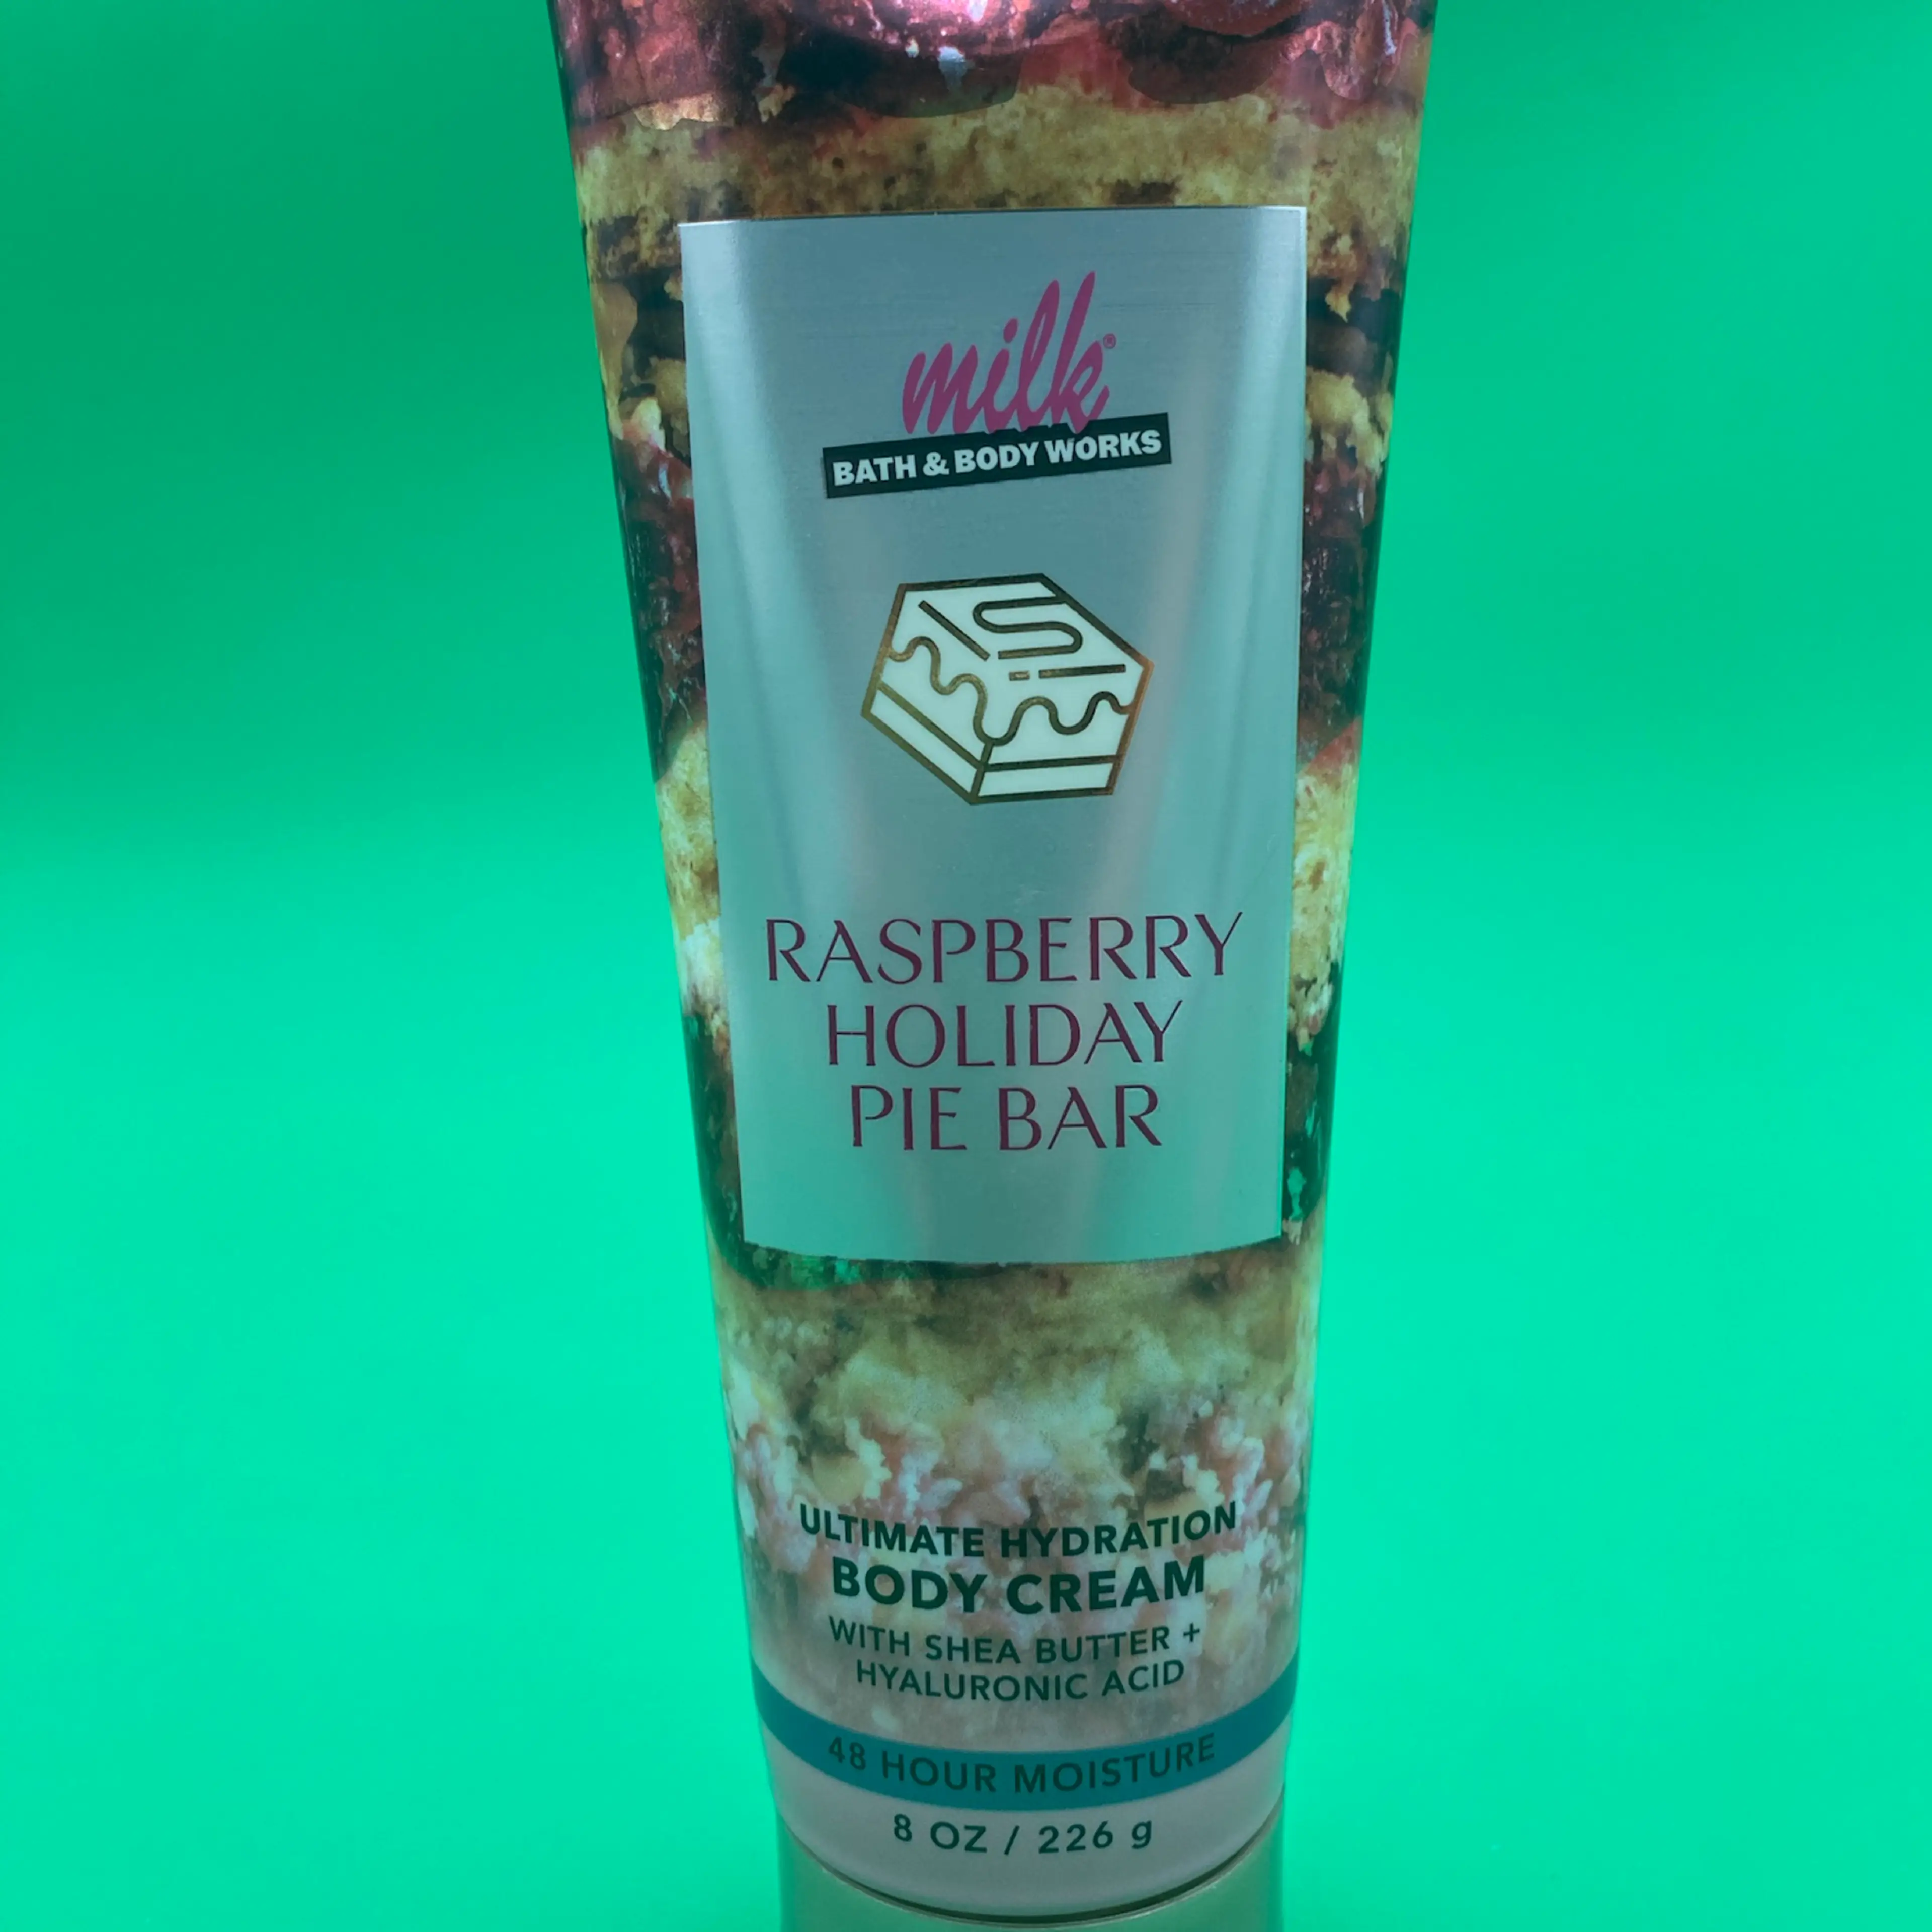 milk®
BATH & BODY WORKS
RASPBERRY
HOLIDAY
PIE BAR
ULTIMATE HYDRATION
BODY CREAM
WITH SHEA BUTTER +
HYALURONIC ACID
48 HOUR MOISTURE
8 OZ / 226 g